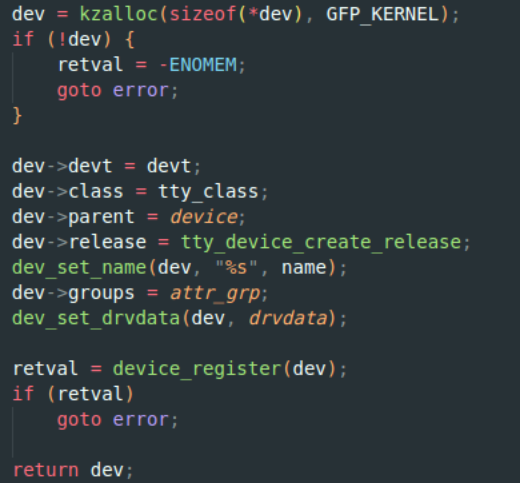 dev = kzalloc(sizeof(*dev), GFP_KERNEL);
if (!dev) {
    retval = -ENOMEM;
    goto error;
}

dev->devt = devt;
dev->class = tty_class;
dev->parent = device;
dev->release = tty_device_create_release;
dev_set_name(dev, "%s", name);
dev->groups = attr_grp;
dev_set_drvdata(dev, drvdata);

retval = device_register(dev);
if (retval)
    goto error;

return dev;